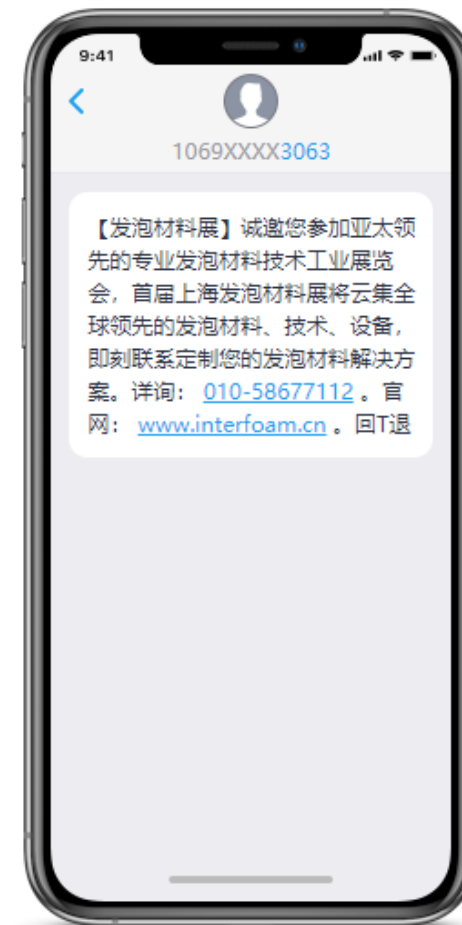 9:41
1069XXXX3063
【发泡材料展】诚邀您参加亚太领
先的专业发泡材料技术工业展览
会，首届上海发泡材料展将云集全
球领先的发泡材料、技术、设备，
即刻联系定制您的发泡材料解决方
案。详询： 010-58677112 。官
网： www.interfoam.cn 。回T退